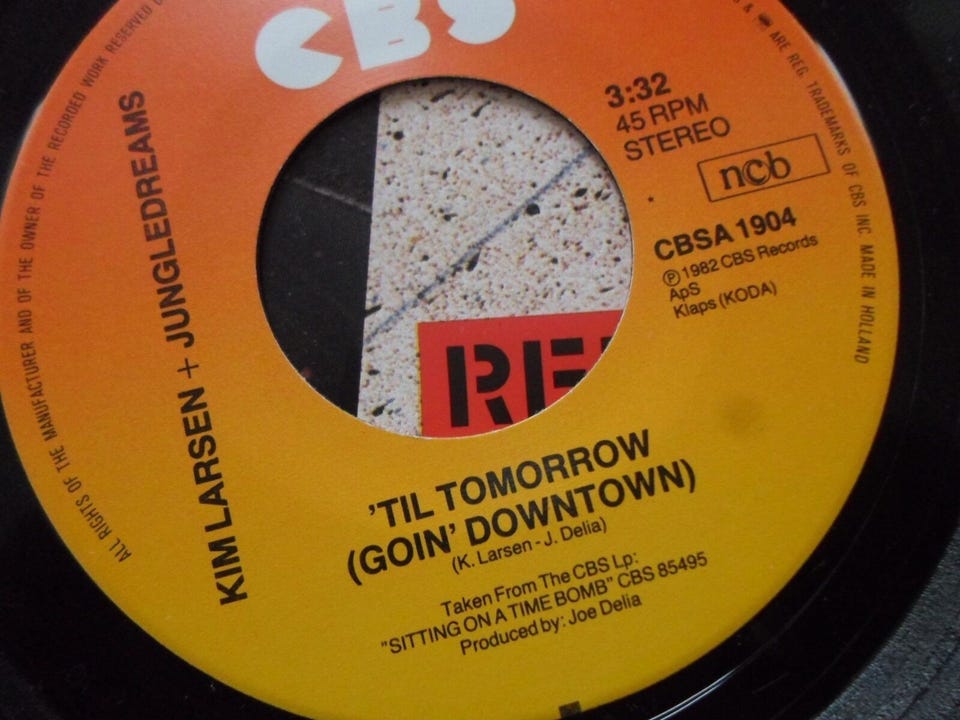 CBS
3:32
45 RPM
STEREO
ncb
CBSA 1904
Ⓟ 1982 CBS Records
ApS
Klaps (KODA)
KIM LARSEN + JUNGLEDREAMS
'TIL TOMORROW
(GOIN' DOWNTOWN)
(K. Larsen - J. Delia)
Taken From The CBS Lp:
"SITTING ON A TIME BOMB" CBS 85495
Produced by: Joe Delia
ALL RIGHTS OF THE MANUFACTURER AND OF THE OWNER OF THE RECORDED WORK RESERVED
& ARE REG. TRADEMARKS OF CBS INC. MADE IN HOLLAND
RE